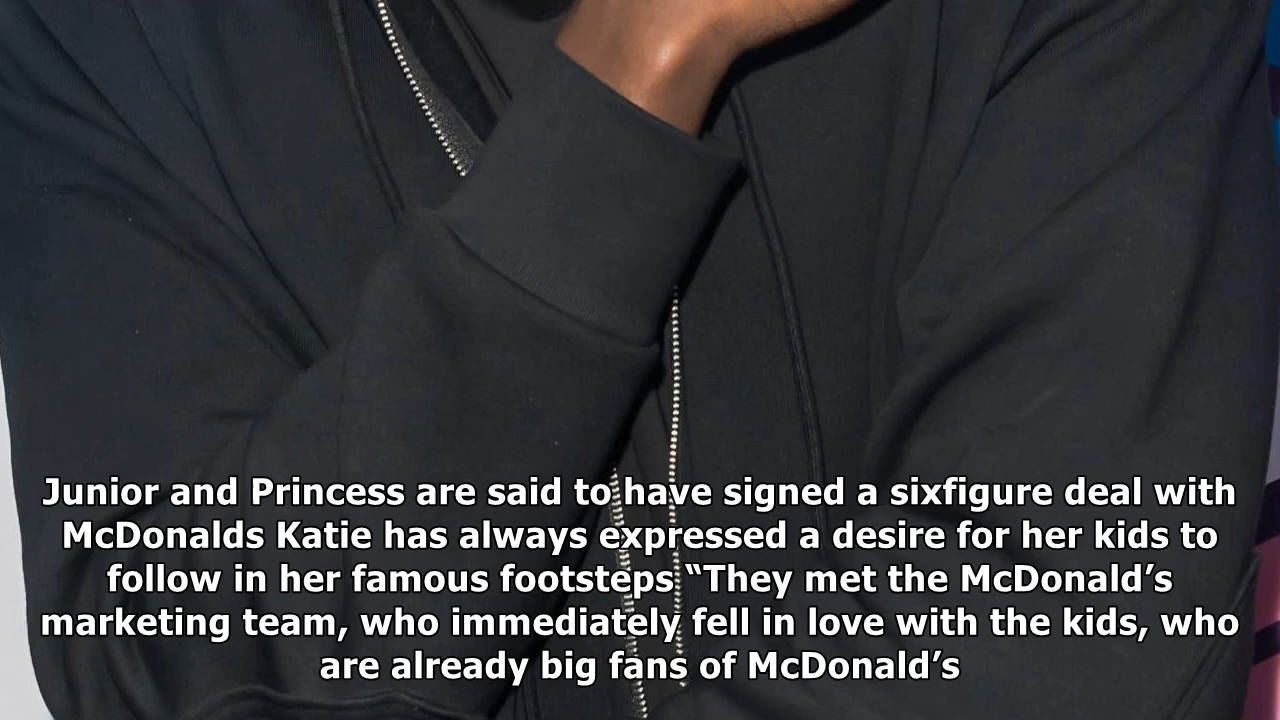 Junior and Princess are said to have signed a sixfigure deal with
McDonalds Katie has always expressed a desire for her kids to
follow in her famous footsteps “They met the McDonald’s
marketing team, who immediately fell in love with the kids, who
are already big fans of McDonald’s